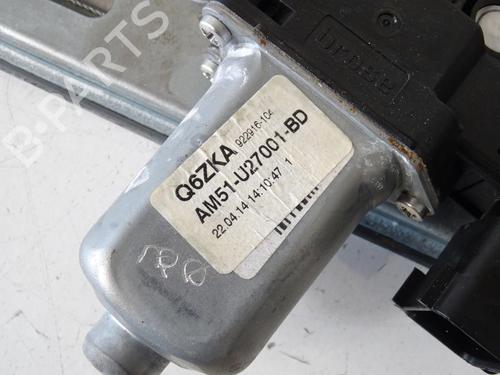 brose
Q6ZKA 922916-104
AM51-U27001-BD
22.04.14 14:10:47 1
B-PARTS